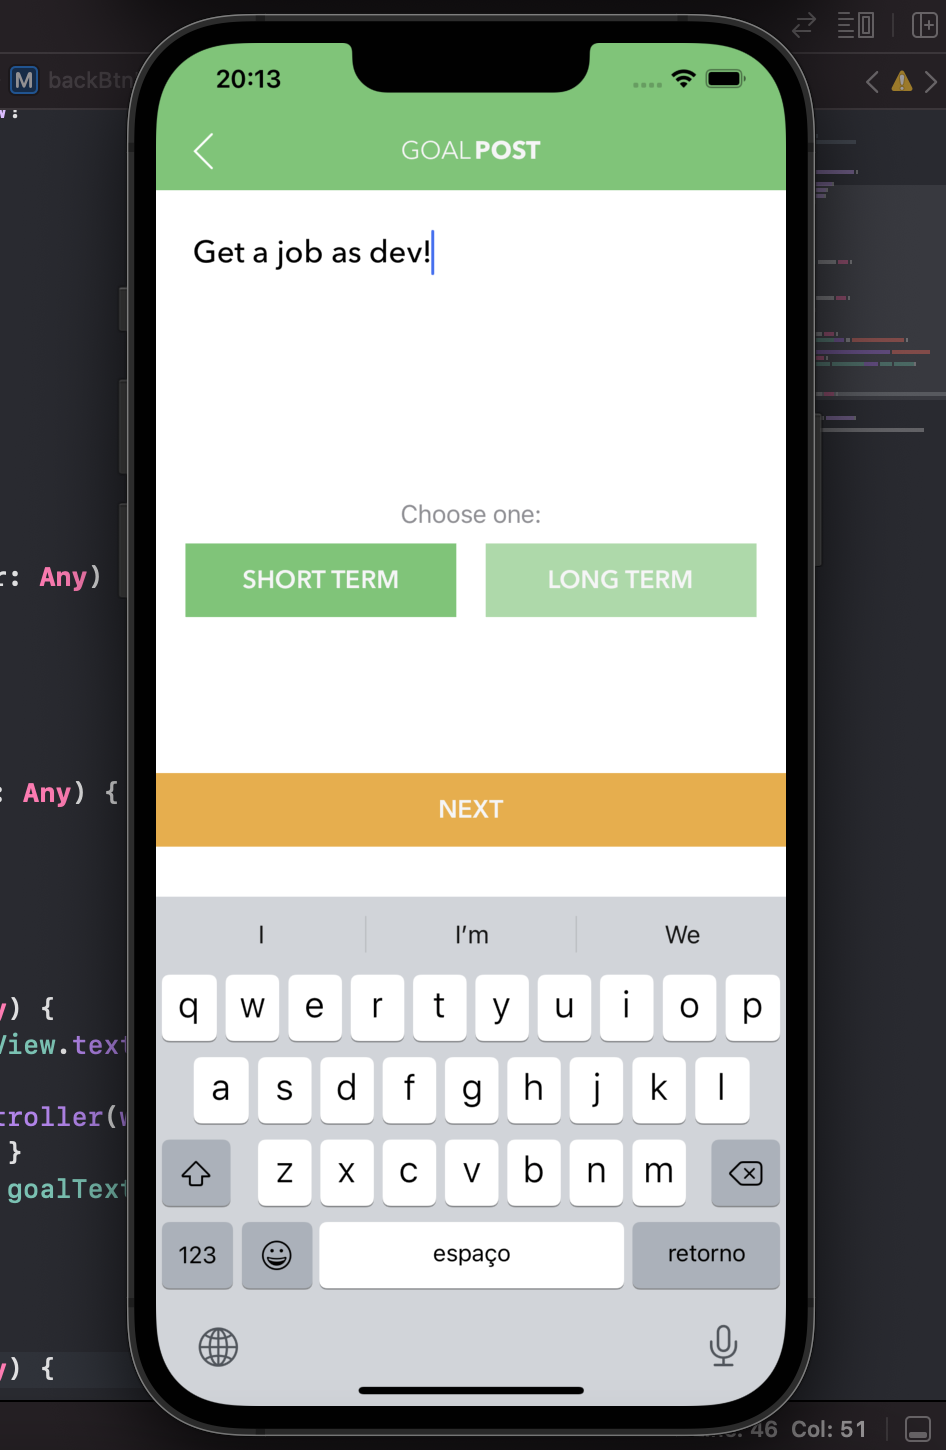 20:13
M backBtn
GOALPOST
Get a job as dev!
Choose one:
SHORT TERM
LONG TERM
: Any)
: Any) {
NEXT
I I'm We
q w e r t y u i o p
) {
View.text
a s d f g h j k l
troller(
}
z x c v b n m
goalText
123 espaço retorno
) {
: 46 Col: 51